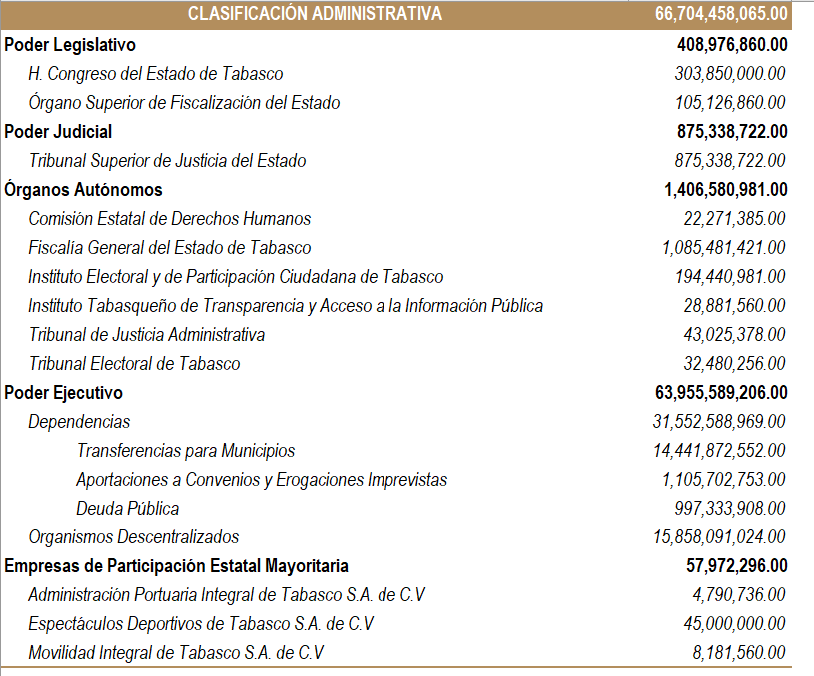 CLASIFICACIÓN ADMINISTRATIVA 66,704,458,065.00
Poder Legislativo 408,976,860.00
H. Congreso del Estado de Tabasco 303,850,000.00
Órgano Superior de Fiscalización del Estado 105,126,860.00
Poder Judicial 875,338,722.00
Tribunal Superior de Justicia del Estado 875,338,722.00
Órganos Autónomos 1,406,580,981.00
Comisión Estatal de Derechos Humanos 22,271,385.00
Fiscalía General del Estado de Tabasco 1,085,481,421.00
Instituto Electoral y de Participación Ciudadana de Tabasco 194,440,981.00
Instituto Tabasqueño de Transparencia y Acceso a la Información Pública 28,881,560.00
Tribunal de Justicia Administrativa 43,025,378.00
Tribunal Electoral de Tabasco 32,480,256.00
Poder Ejecutivo 63,955,589,206.00
Dependencias 31,552,588,969.00
Transferencias para Municipios 14,441,872,552.00
Aportaciones a Convenios y Erogaciones Imprevistas 1,105,702,753.00
Deuda Pública 997,333,908.00
Organismos Descentralizados 15,858,091,024.00
Empresas de Participación Estatal Mayoritaria 57,972,296.00
Administración Portuaria Integral de Tabasco S.A. de C.V 4,790,736.00
Espectáculos Deportivos de Tabasco S.A. de C.V 45,000,000.00
Movilidad Integral de Tabasco S.A. de C.V 8,181,560.00